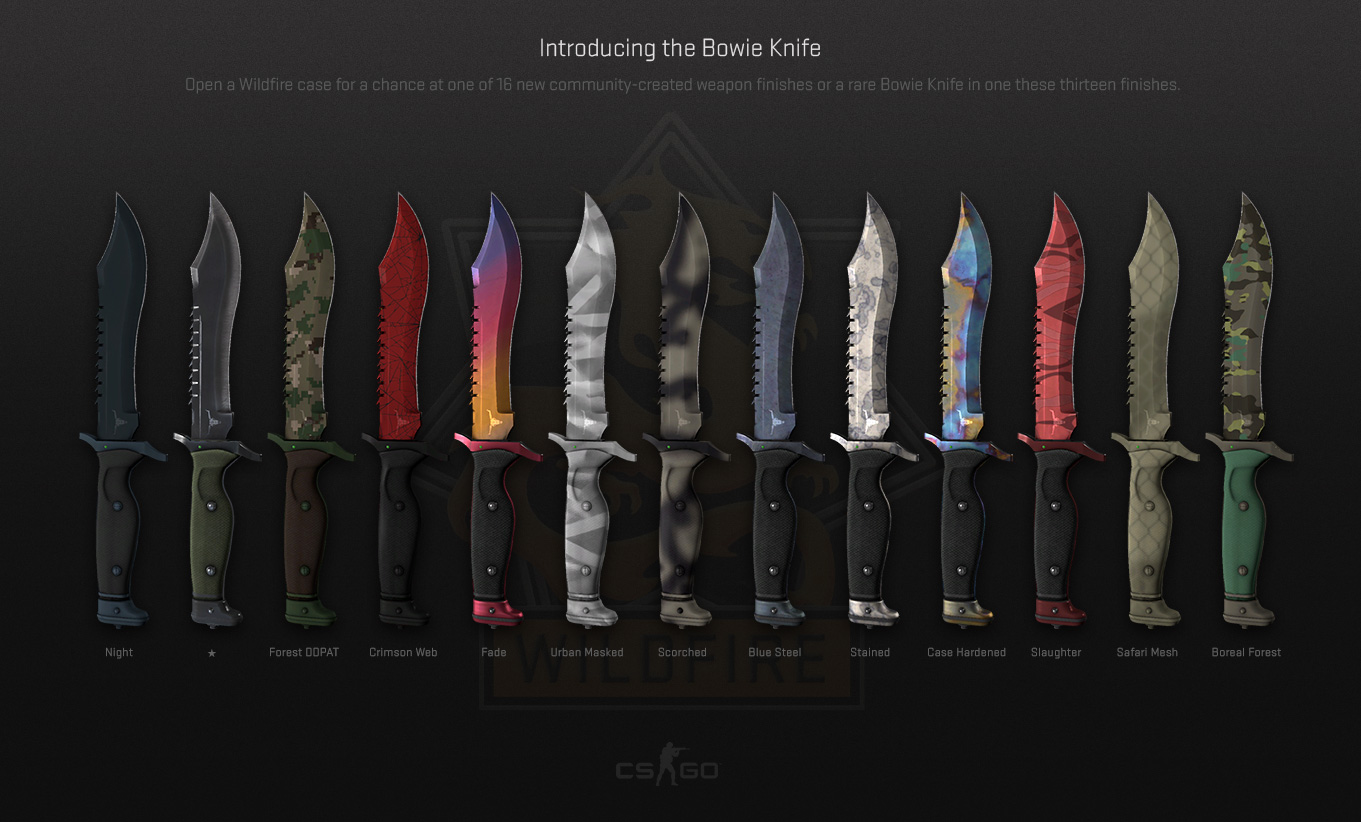 Introducing the Bowie Knife
Open a Wildfire case for a chance at one of 16 new community-created weapon finishes or a rare Bowie Knife in one these thirteen finishes.
Night ★ Forest DDPAT Crimson Web Fade Urban Masked Scorched Blue Steel Stained Case Hardened Slaughter Safari Mesh Boreal Forest
WILDFIRE
CS GO